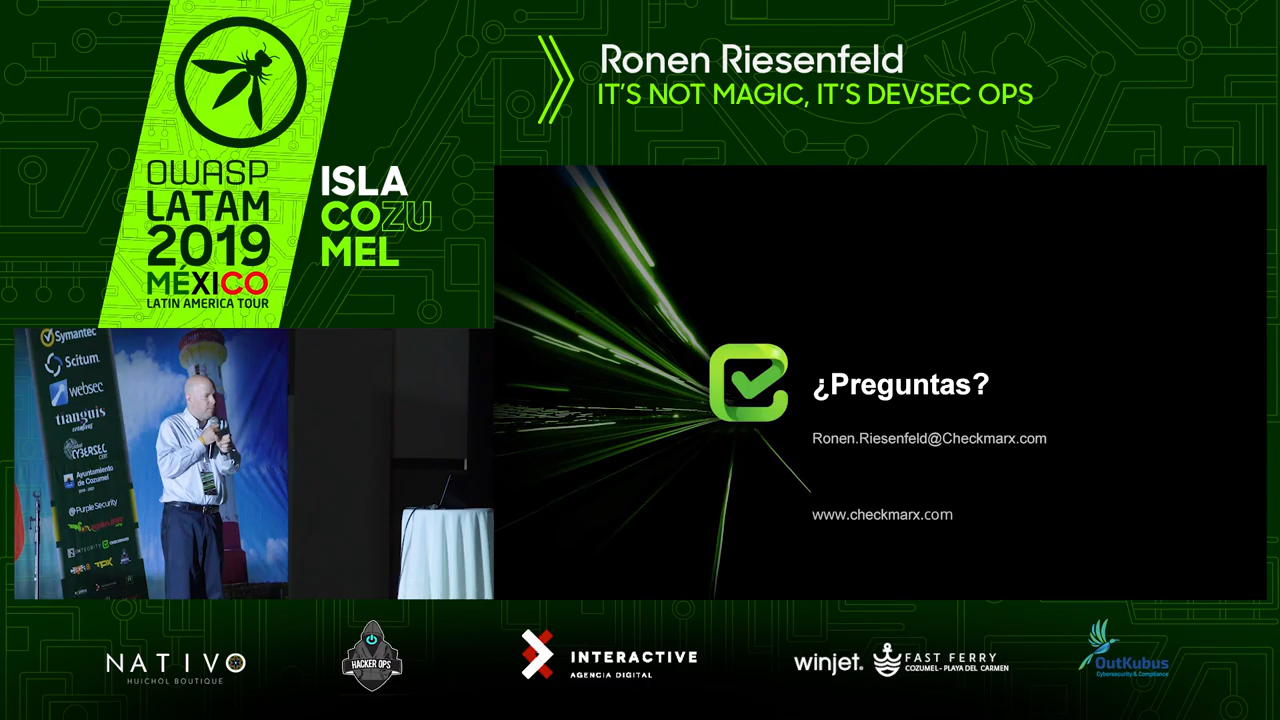 Ronen Riesenfeld
IT'S NOT MAGIC, IT'S DEVSEC OPS
OWASP
LATAM
2019
MÉXICO
LATIN AMERICA TOUR
ISLA
COZU
MEL
¿Preguntas?
Ronen.Riesenfeld@Checkmarx.com
www.checkmarx.com
Symantec
Scitum
websec
tianguis
CYBERSEC
Ayuntamiento
de Cozumel
Purple Security
INTEGRITY
NATIVO
HUICHOL BOUTIQUE
HACKER OPS
INTERACTIVE
AGENCIA DIGITAL
winjet.
FAST FERRY
COZUMEL - PLAYA DEL CARMEN
OutKubus
Cybersecurity & Compliance